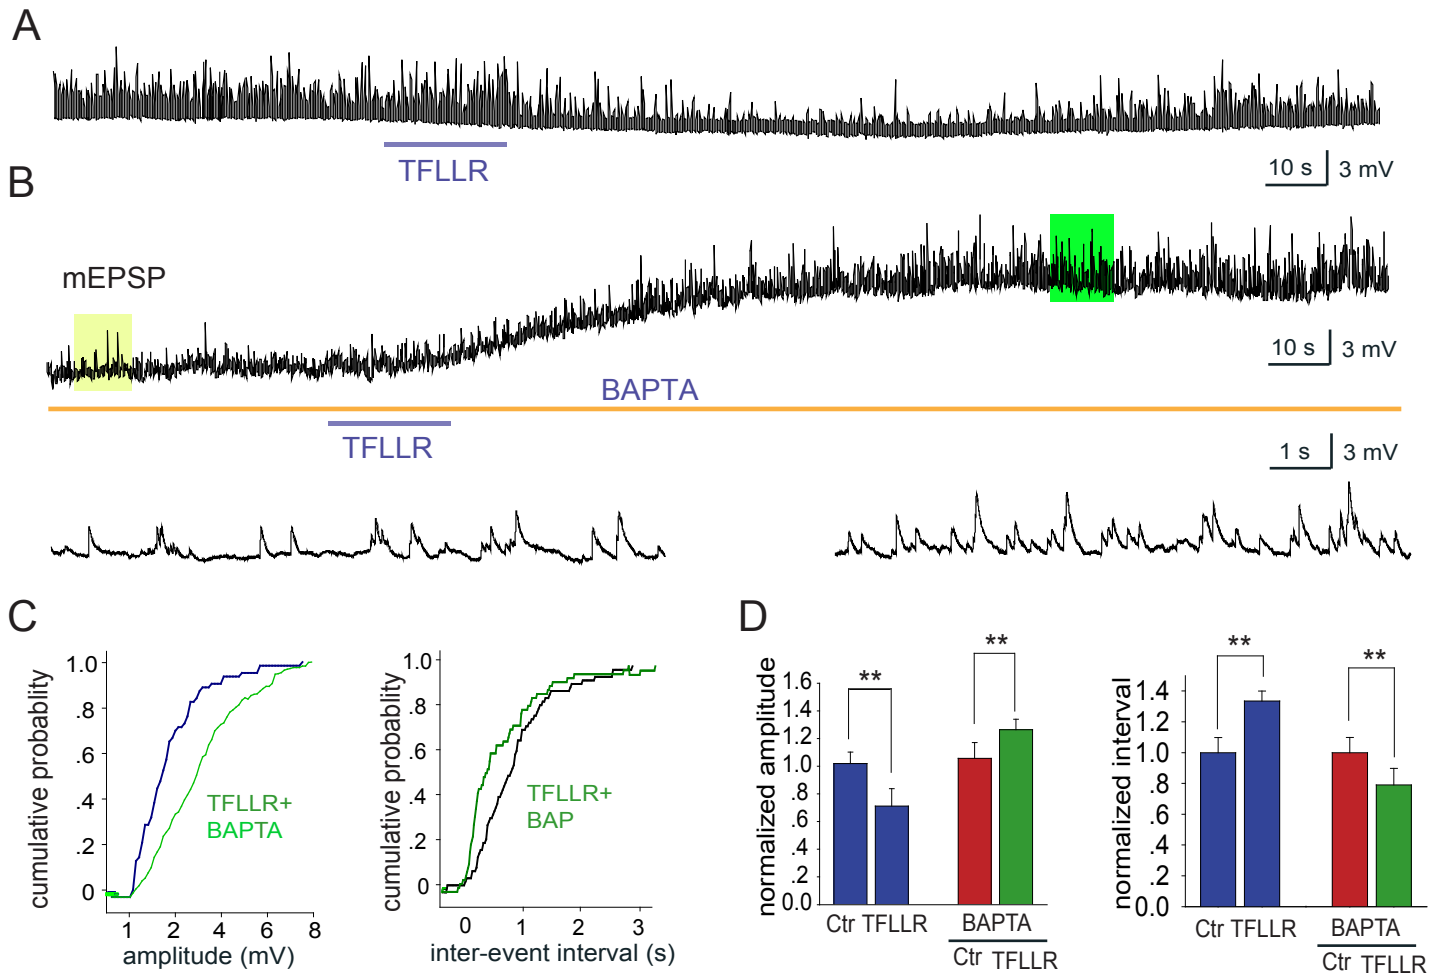 A
TFLLR
10 s
3 mV
B
mEPSP
10 s
3 mV
BAPTA
TFLLR
1 s
3 mV
C
cumulative probablity
1.0
.8
.6
.4
.2
0
TFLLR+
BAPTA
1 2 4 6 8
amplitude (mV)
cumulative probablity
1.0
.8
.6
.4
.2
0
TFLLR+
BAP
0 1 2 3
inter-event interval (s)
D
normalized amplitude
1.6
1.4
1.2
1.0
.8
.6
.4
.2
0.0
**
**
Ctr TFLLR
BAPTA
Ctr TFLLR
normalized interval
1.4
1.2
1.0
.8
.6
.4
.2
0.0
**
**
Ctr TFLLR
BAPTA
Ctr TFLLR